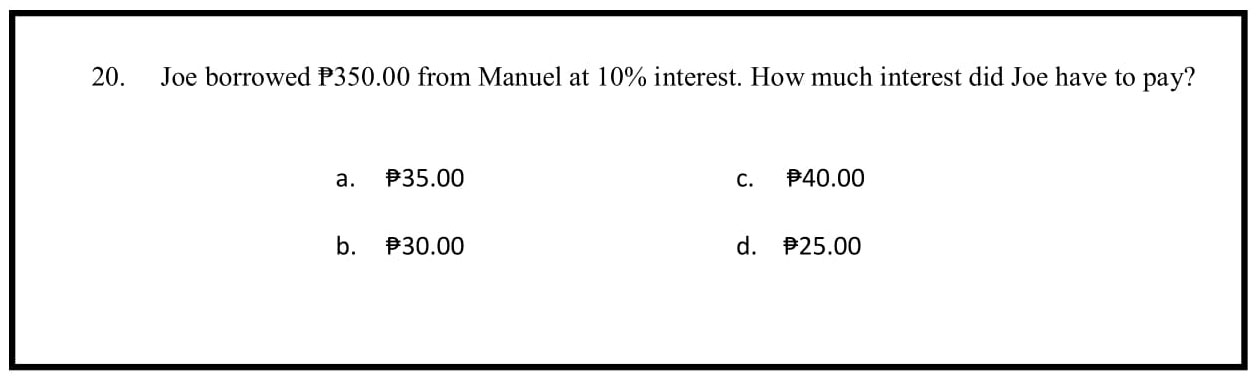 20. Joe borrowed ₱350.00 from Manuel at 10% interest. How much interest did Joe have to pay?
a. ₱35.00 c. ₱40.00
b. ₱30.00 d. ₱25.00